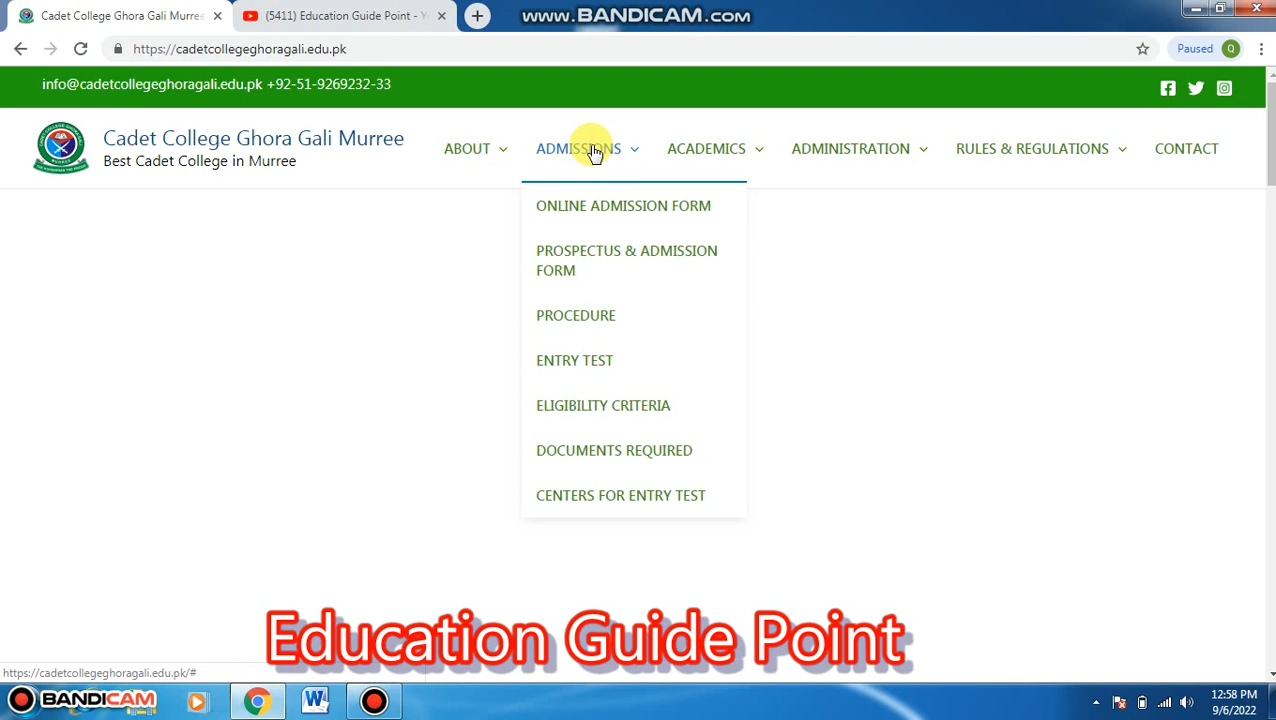 Cadet College Ghora Gali Murree
(5411) Education Guide Point - Y
www.BANDICAM.com
https://cadetcollegeghoragali.edu.pk
Paused Q
info@cadetcollegeghoragali.edu.pk +92-51-9269232-33
Cadet College Ghora Gali Murree
Best Cadet College in Murree
ABOUT ADMISSIONS ACADEMICS ADMINISTRATION RULES & REGULATIONS CONTACT
ONLINE ADMISSION FORM
PROSPECTUS & ADMISSION
FORM
PROCEDURE
ENTRY TEST
ELIGIBILITY CRITERIA
DOCUMENTS REQUIRED
CENTERS FOR ENTRY TEST
Education Guide Point
https://cadetcollegeghoragali.edu.pk/#
BANDICAM
12:58 PM
9/6/2022